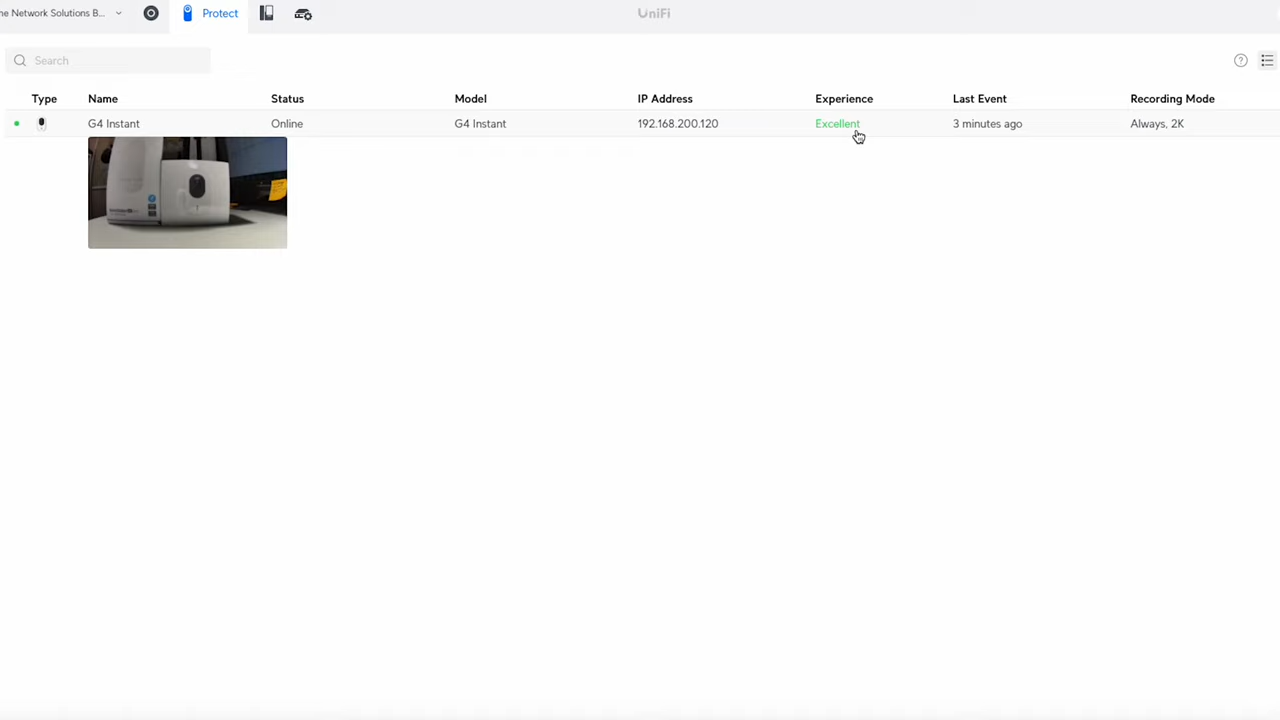 ne Network Solutions B...
Protect
UniFi
Search
Type Name Status Model IP Address Experience Last Event Recording Mode
G4 Instant Online G4 Instant 192.168.200.120 Excellent 3 minutes ago Always, 2K